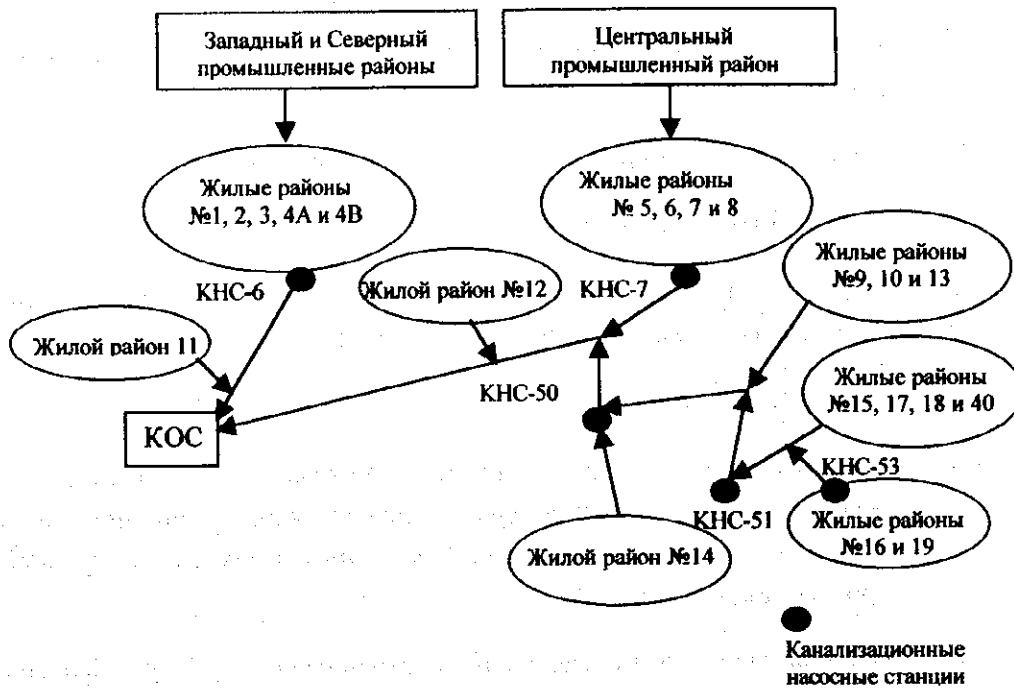 Западный и Северный
промышленные районы
Центральный
промышленный район
Жилые районы
№1, 2, 3, 4А и 4В
Жилые районы
№ 5, 6, 7 и 8
Жилые районы
№9, 10 и 13
КНС-6
Жилой район №12
КНС-7
Жилой район 11
КНС-50
Жилые районы
№15, 17, 18 и 40
КОС
КНС-53
КНС-51
Жилые районы
№16 и 19
Жилой район №14
Канализационные
насосные станции